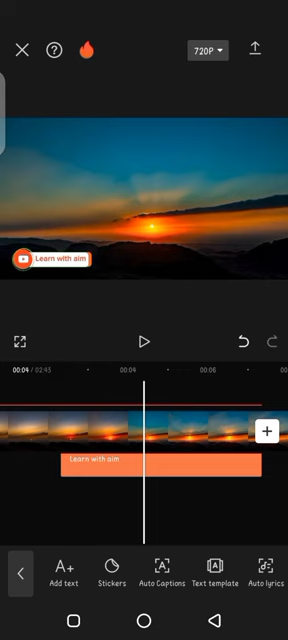 720P
Learn with aim
00:04 / 02:43
00:04
00:06
00
Learn with aim
Add text
Stickers
Auto Captions
Text template
Auto lyrics